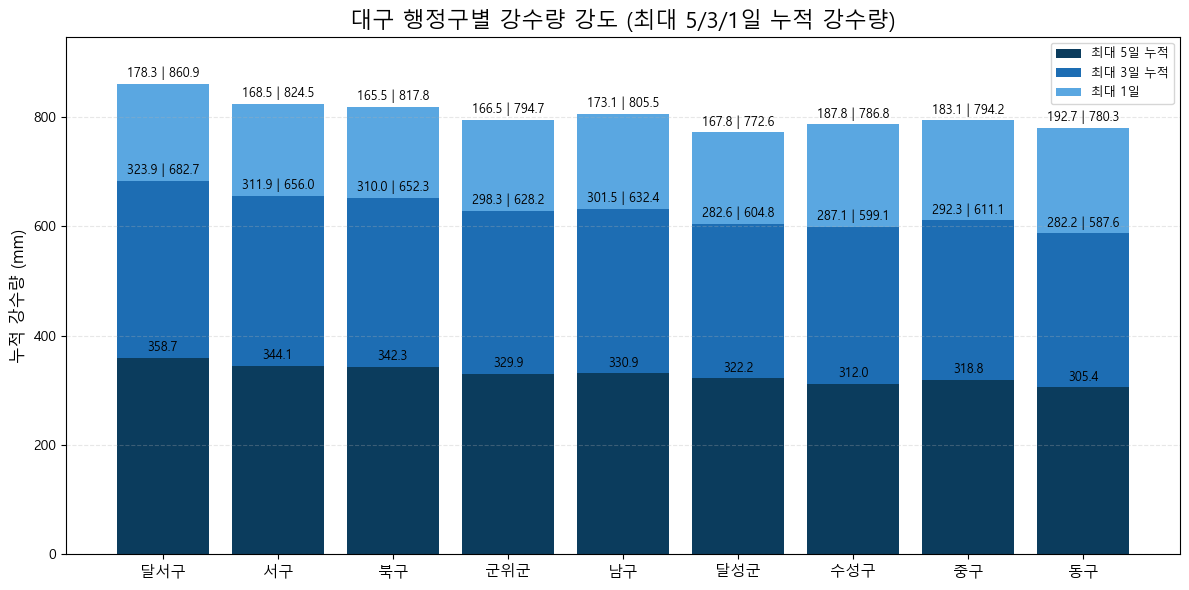 대구 행정구별 강수량 강도 (최대 5/3/1일 누적 강수량)
최대 5일 누적
최대 3일 누적
최대 1일
누적 강수량 (mm)
800
600
400
200
0
178.3 | 860.9
168.5 | 824.5
165.5 | 817.8
166.5 | 794.7
173.1 | 805.5
167.8 | 772.6
187.8 | 786.8
183.1 | 794.2
192.7 | 780.3
323.9 | 682.7
311.9 | 656.0
310.0 | 652.3
298.3 | 628.2
301.5 | 632.4
282.6 | 604.8
287.1 | 599.1
292.3 | 611.1
282.2 | 587.6
358.7
344.1
342.3
329.9
330.9
322.2
312.0
318.8
305.4
달서구
서구
북구
군위군
남구
달성군
수성구
중구
동구